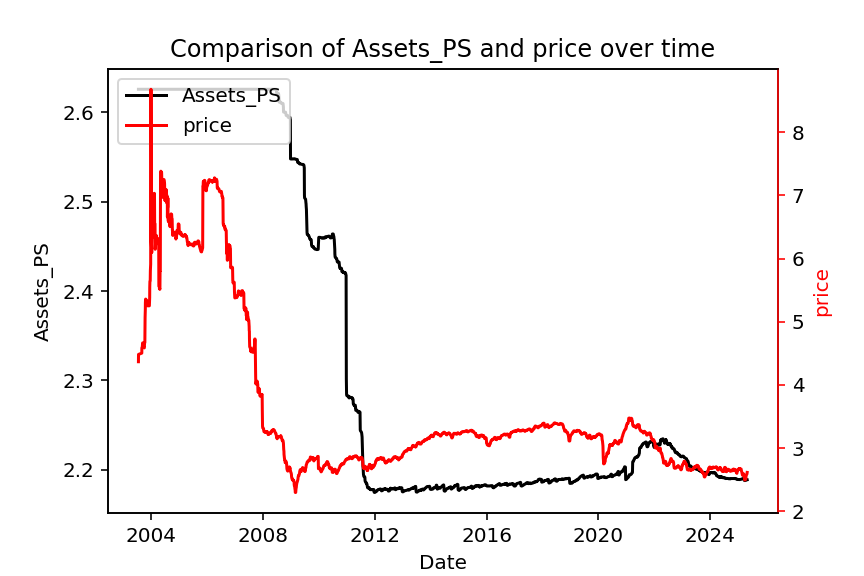 Comparison of Assets_PS and price over time
Assets_PS
price
2.6
2.5
2.4
2.3
2.2
Assets_PS
8
7
6
5
4
3
2
price
2004 2008 2012 2016 2020 2024
Date